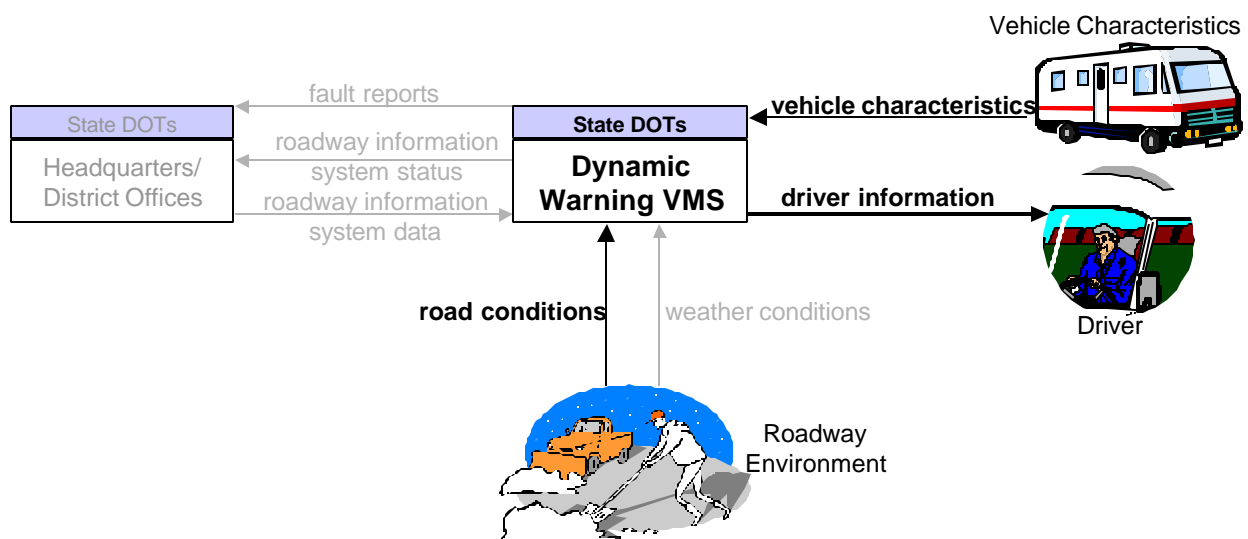 Vehicle Characteristics
fault reports
vehicle characteristics
State DOTs
State DOTs
roadway information
system status
Headquarters/
District Offices
Dynamic
Warning VMS
driver information
roadway information
system data
road conditions
weather conditions
Driver
Roadway
Environment